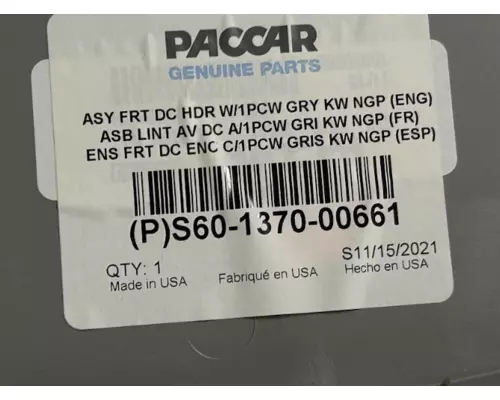 PACCAR
GENUINE PARTS
ASY FRT DC HDR W/1PCW GRY KW NGP (ENG)
ASB LINT AV DC A/1PCW GRI KW NGP (FR)
ENS FRT DC ENC C/1PCW GRIS KW NGP (ESP)
(P)S60-1370-00661
QTY: 1 S11/15/2021
Made in USA Fabriqué en USA Hecho en USA